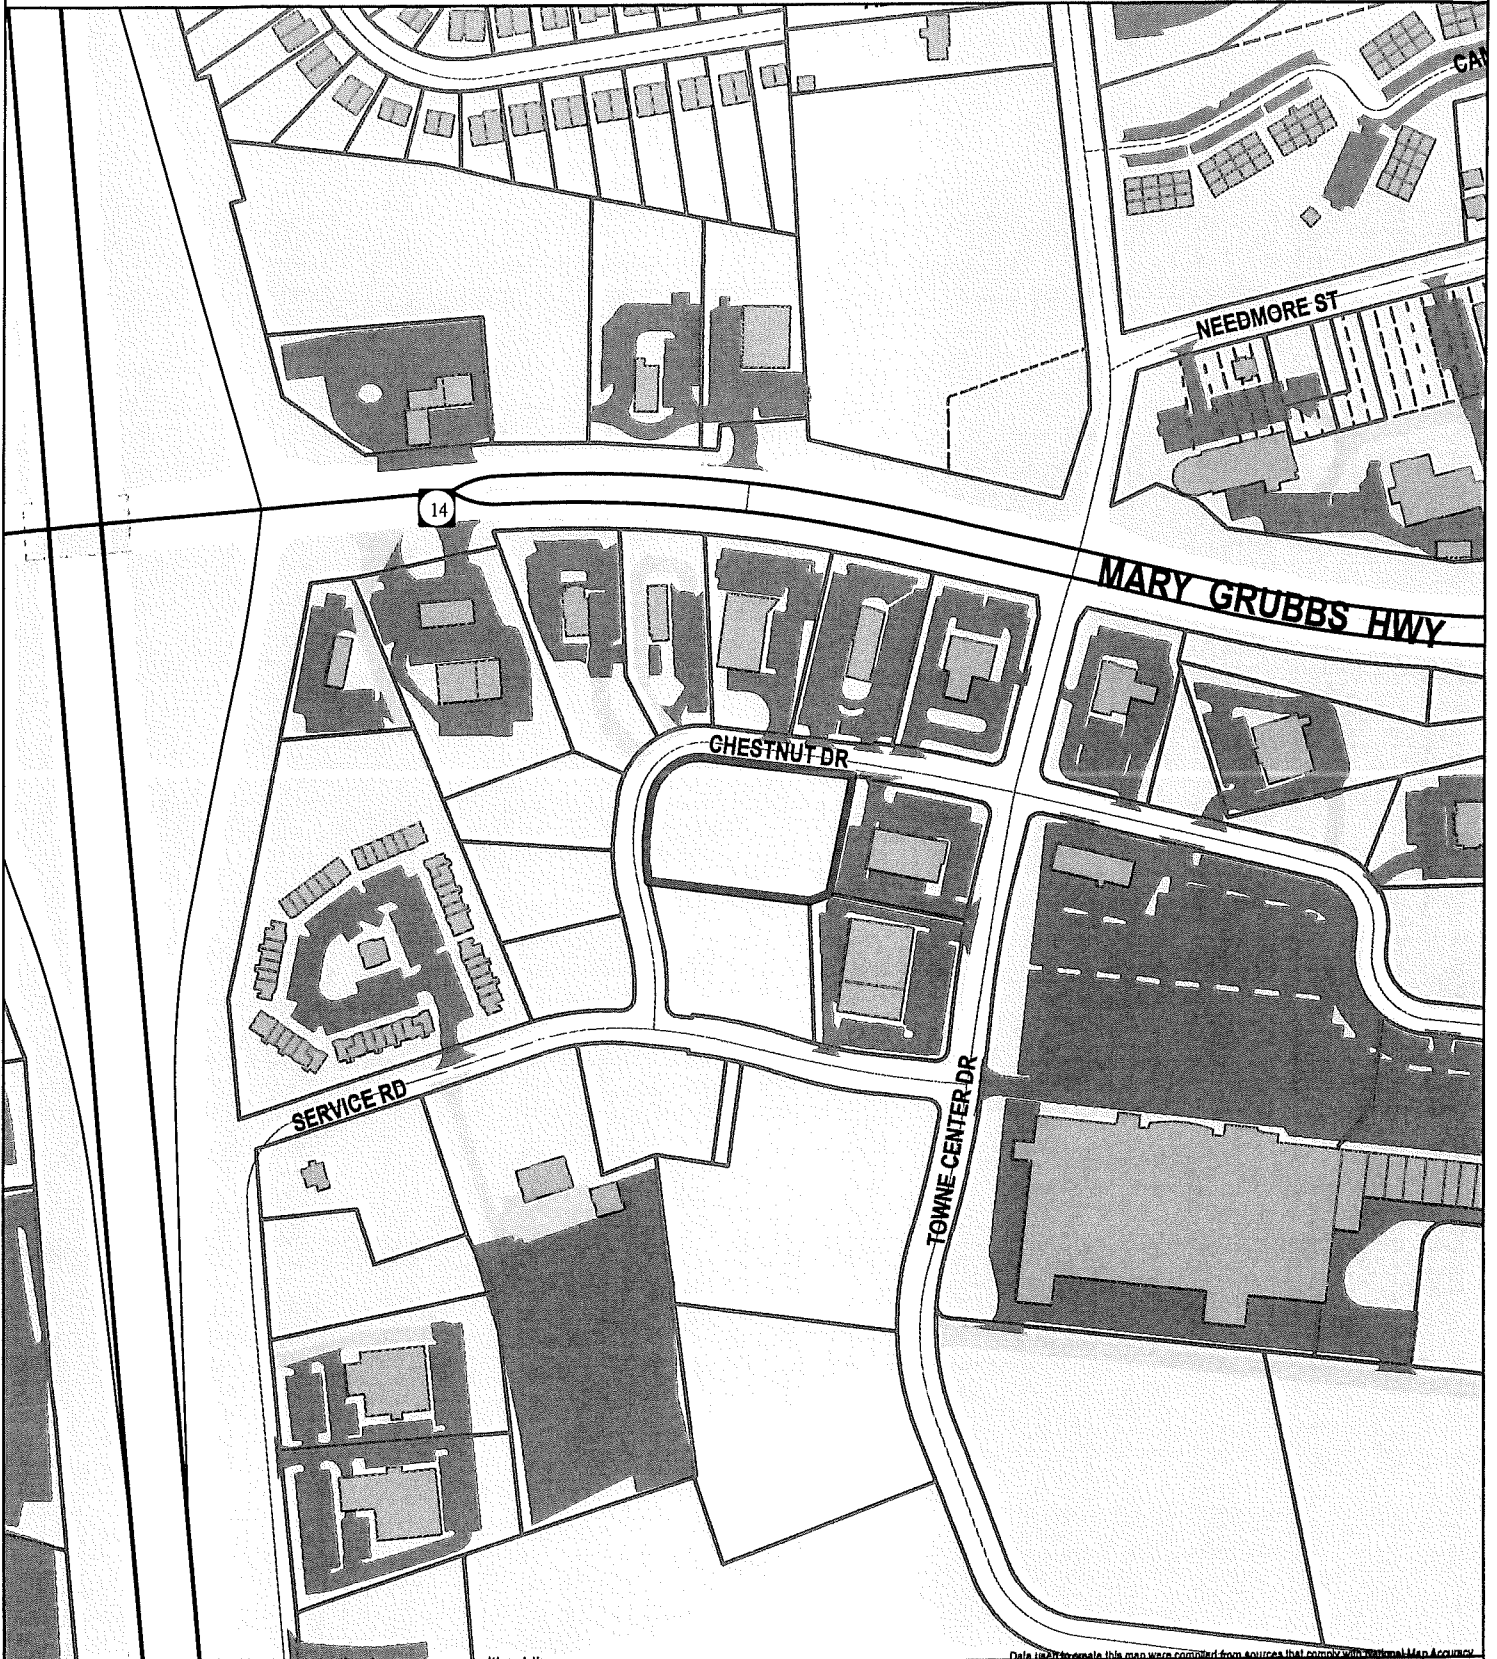 NEEDMORE ST
14
MARY GRUBBS HWY
CHESTNUT DR
SERVICE RD
TOWNE CENTER DR
Data used to create this map were compiled from sources that comply with National Map Accuracy